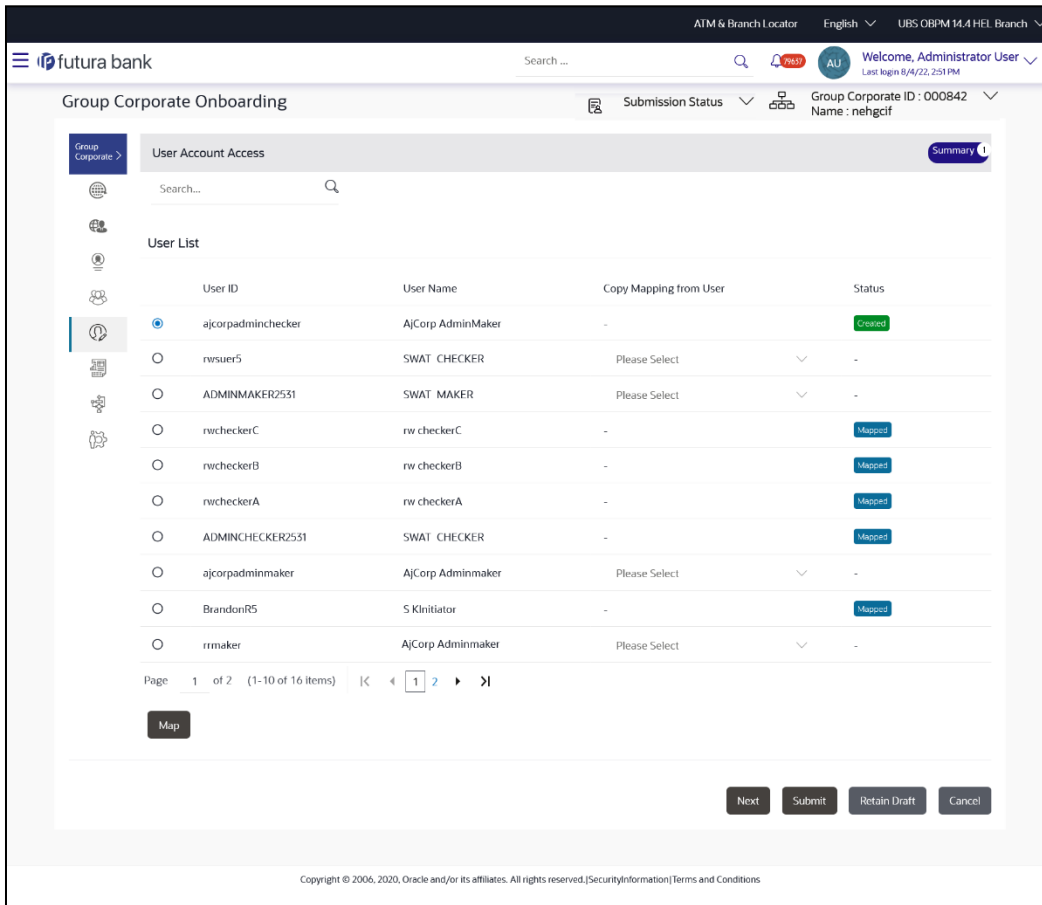 ATM & Branch Locator English UBS OBPM 14.4 HEL Branch
futura bank Search ... 79657 AU Welcome, Administrator User
Last login 8/4/22, 2:51 PM
Group Corporate Onboarding Submission Status Group Corporate ID : 000842
Name : nehgcif
Group
Corporate > User Account Access Summary 1
Search...
User List
User ID User Name Copy Mapping from User Status
ajcorpadminchecker AjCorp AdminMaker - Created
rwsuer5 SWAT CHECKER Please Select -
ADMINMAKER2531 SWAT MAKER Please Select -
rwcheckerC rw checkerC - Mapped
rwcheckerB rw checkerB - Mapped
rwcheckerA rw checkerA - Mapped
ADMINCHECKER2531 SWAT CHECKER - Mapped
ajcorpadminmaker AjCorp Adminmaker Please Select -
BrandonR5 S KInitiator - Mapped
rrmaker AjCorp Adminmaker Please Select -
Page 1 of 2 (1-10 of 16 items) 1 2
Map
Next Submit Retain Draft Cancel
Copyright © 2006, 2020, Oracle and/or its affiliates. All rights reserved.|SecurityInformation|Terms and Conditions